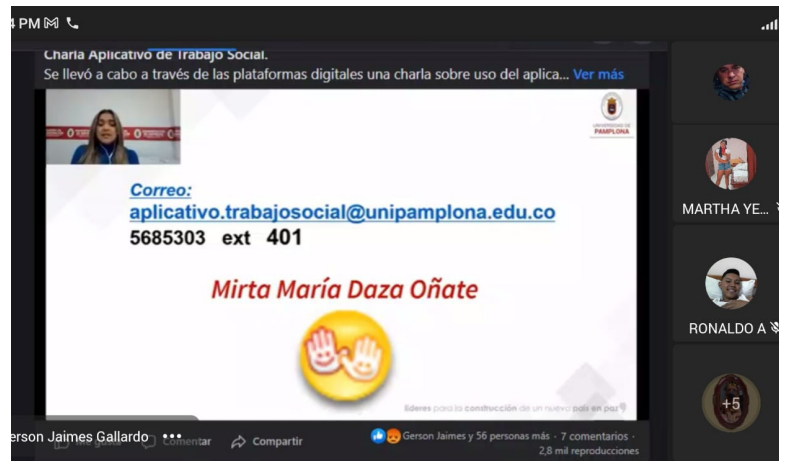 4 PM
Charla Aplicativo de Trabajo Social.
Se llevó a cabo a través de las plataformas digitales una charla sobre uso del aplica... Ver más
UNIVERSIDAD DE
PAMPLONA
Correo:
aplicativo.trabajosocial@unipamplona.edu.co
5685303 ext 401
Mirta María Daza Oñate
líderes para la construcción de un nuevo país en paz
erson Jaimes Gallardo
Comentar
Compartir
Gerson Jaimes y 56 personas más · 7 comentarios ·
2,8 mil reproducciones
MARTHA YE...
RONALDO A
+5